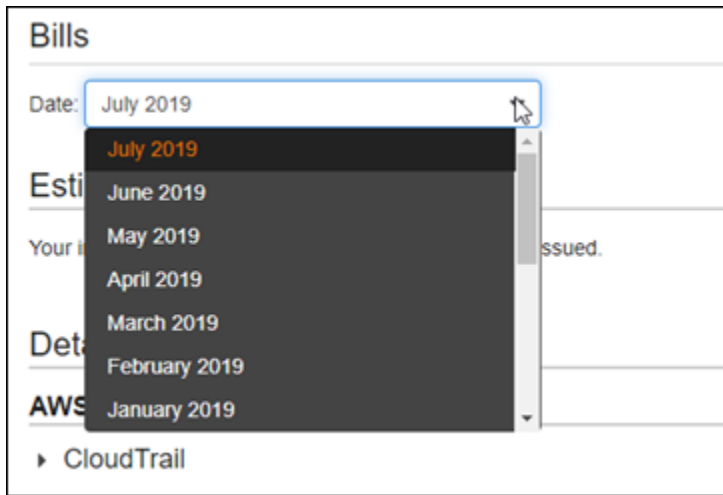 Bills
Date: July 2019
July 2019
Esti
June 2019
May 2019
Your i ssued.
April 2019
March 2019
Deta
February 2019
AWS
January 2019
CloudTrail